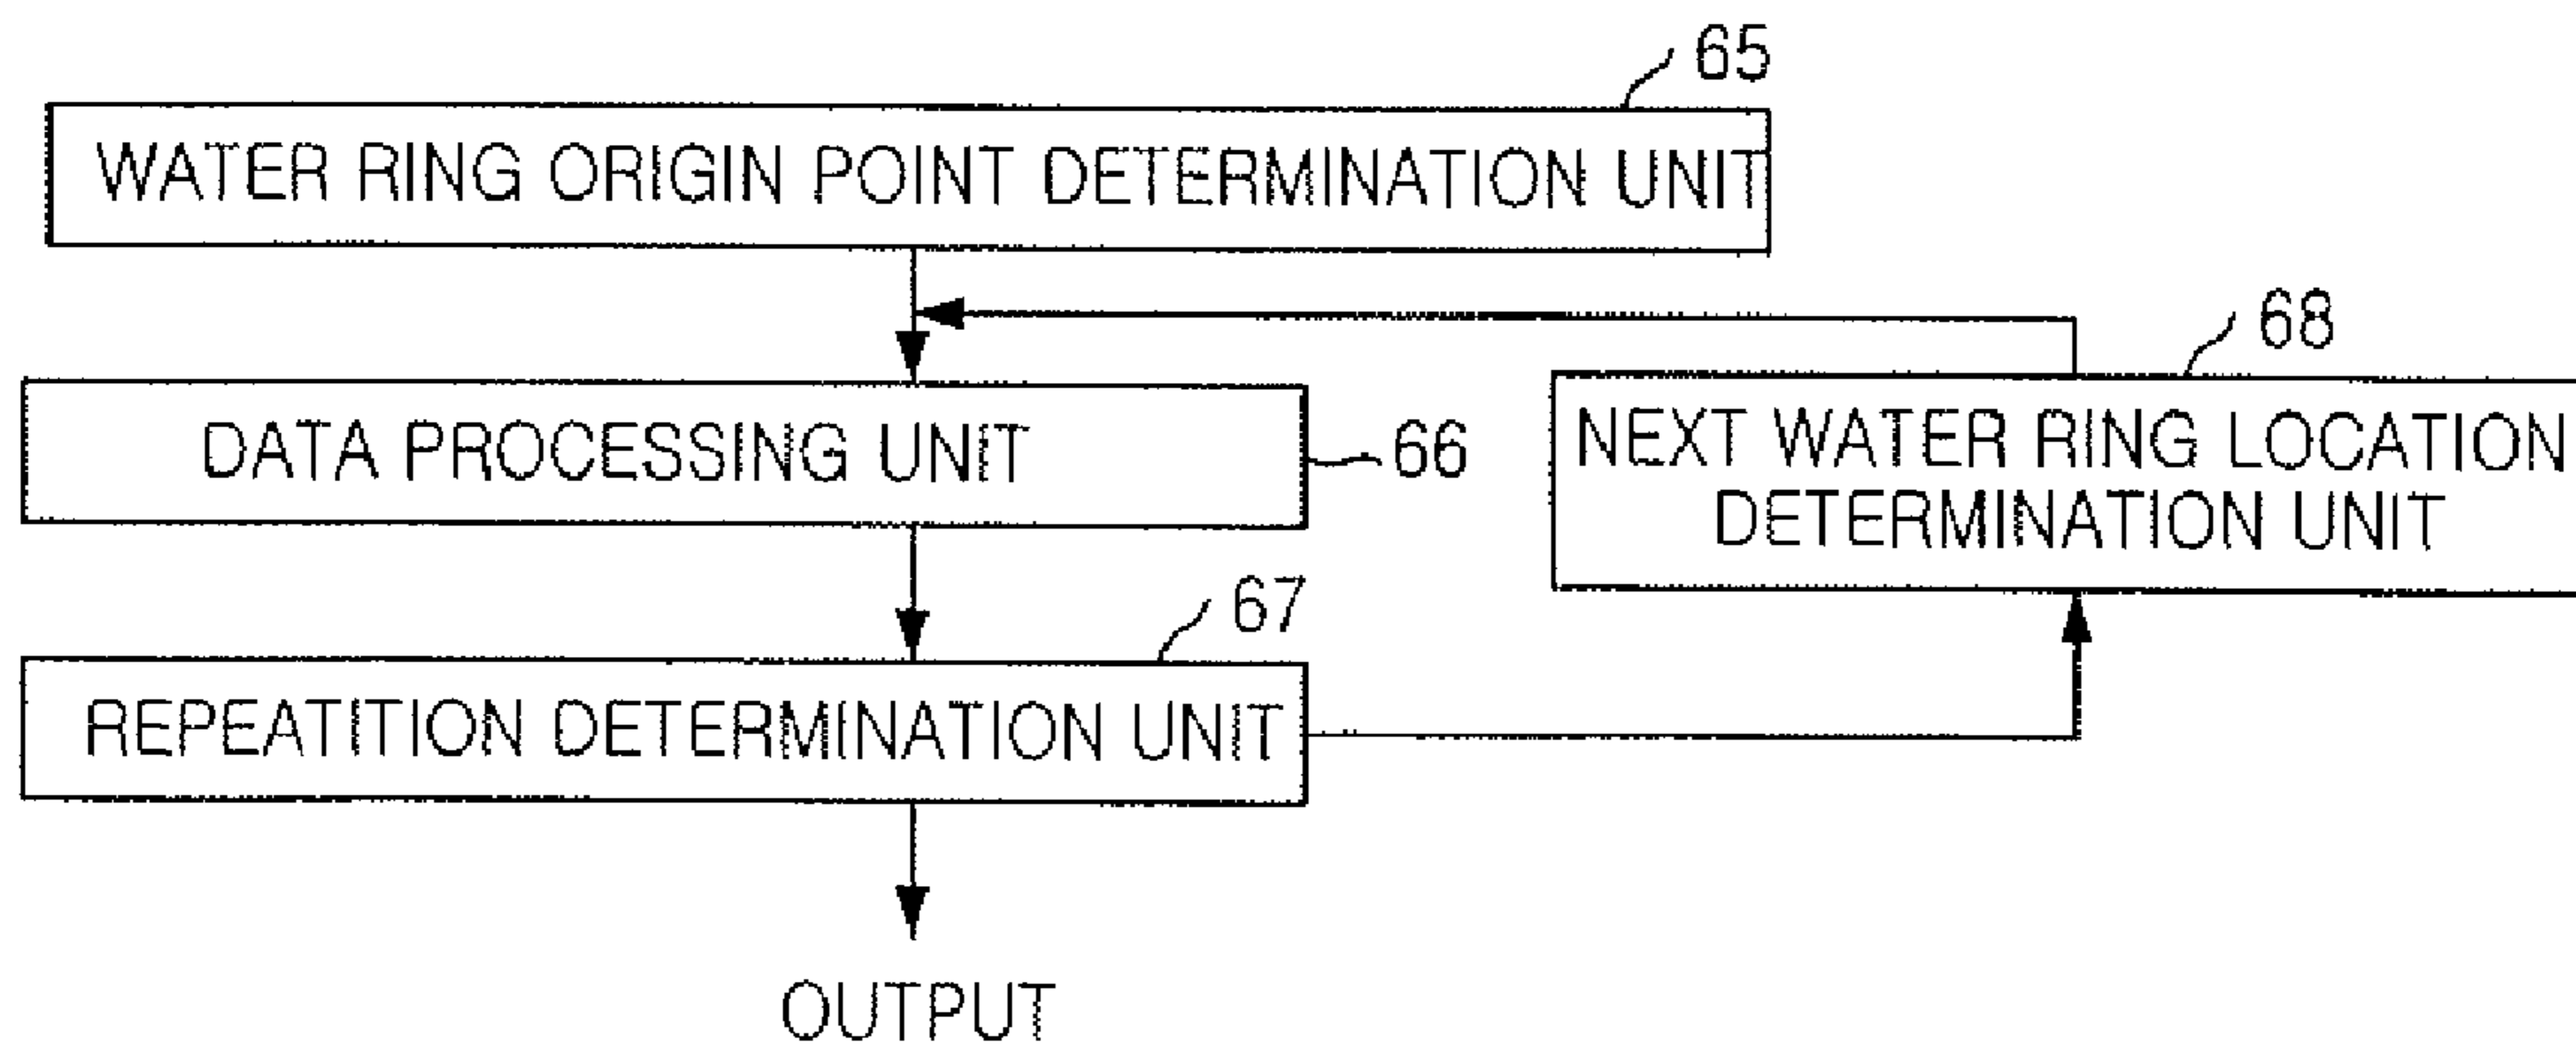 65
WATER RING ORIGIN POINT DETERMINATION UNIT
68
DATA PROCESSING UNIT
66
NEXT WATER RING LOCATION
DETERMINATION UNIT
67
REPEATITION DETERMINATION UNIT
OUTPUT